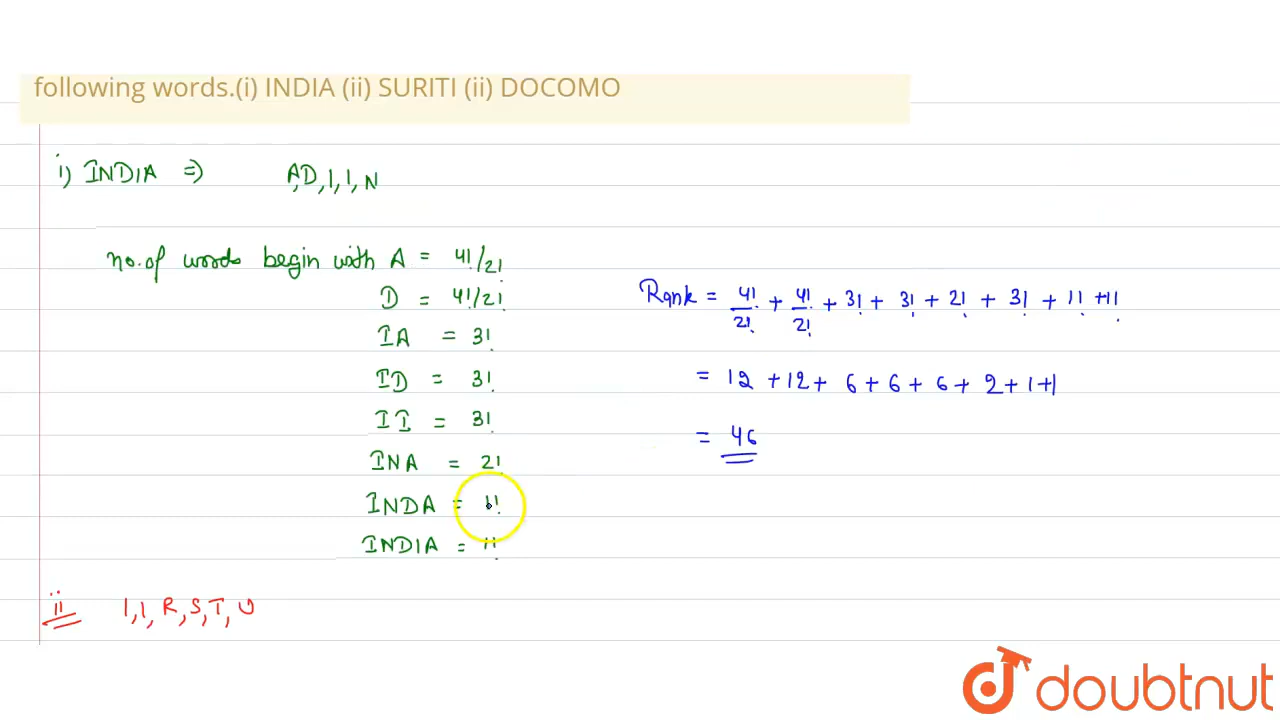 following words.(i) INDIA (ii) SURITI (ii) DOCOMO
i) INDIA ⇒ A,D,I,I,N
no. of words begin with A = 4!/2!
D = 4!/2!
IA = 3!
ID = 3!
II = 3!
INA = 2!
INDA = 1!
INDIA = 1!
Rank = 4!/2! + 4!/2! + 3! + 3! + 2! + 3! + 1! + 1!
= 12 + 12 + 6 + 6 + 6 + 2 + 1 + 1
= 46
ii I,I,R,S,T,U
doubtnut